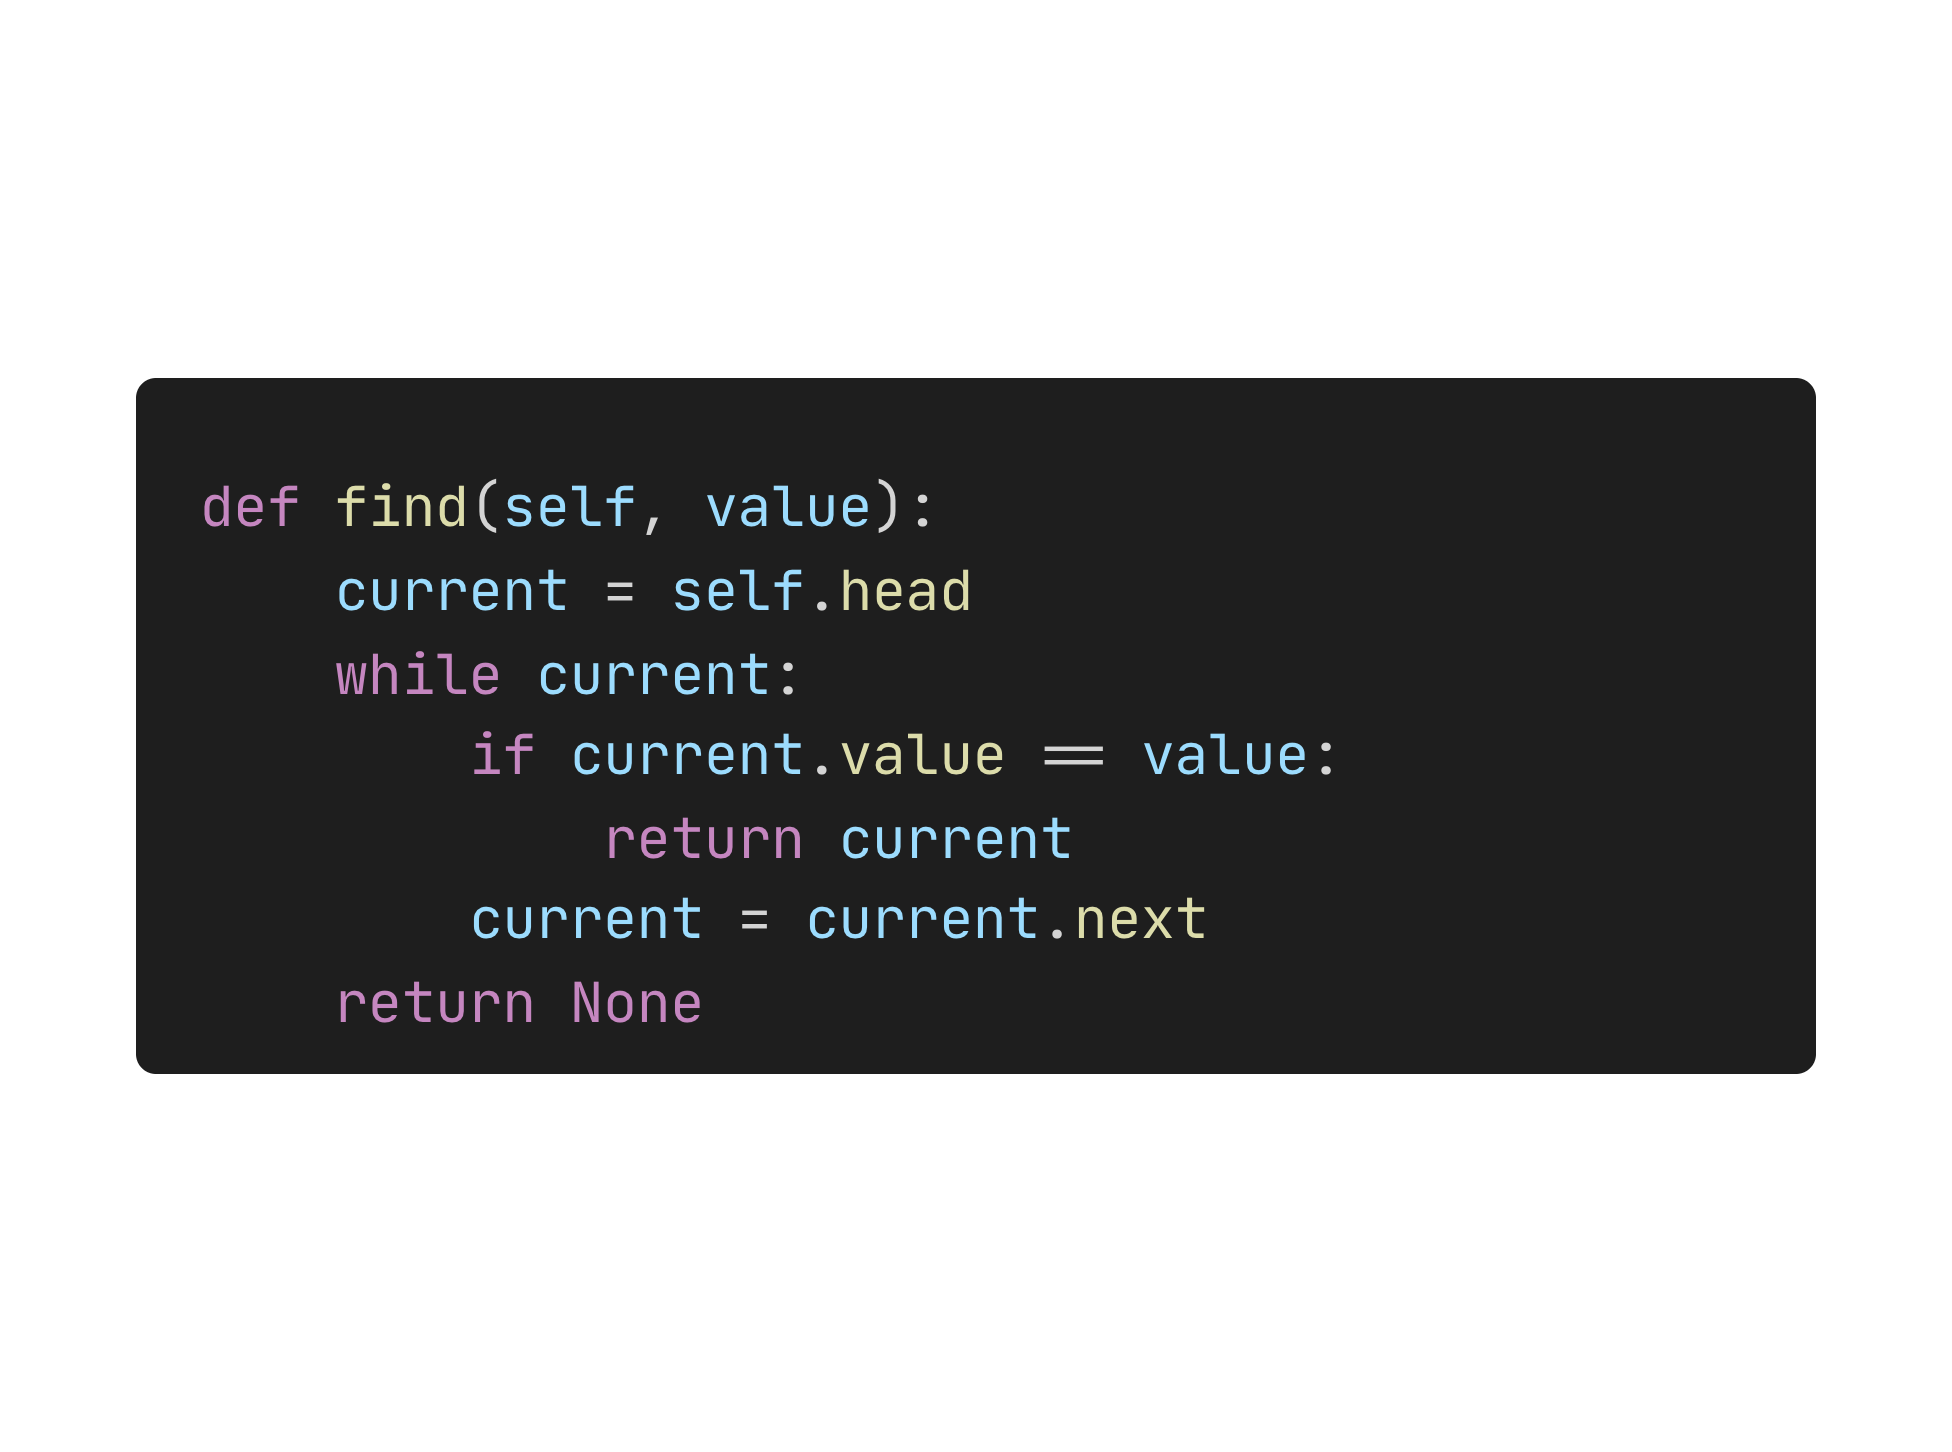 def find(self, value):
    current = self.head
    while current:
        if current.value == value:
            return current
        current = current.next
    return None